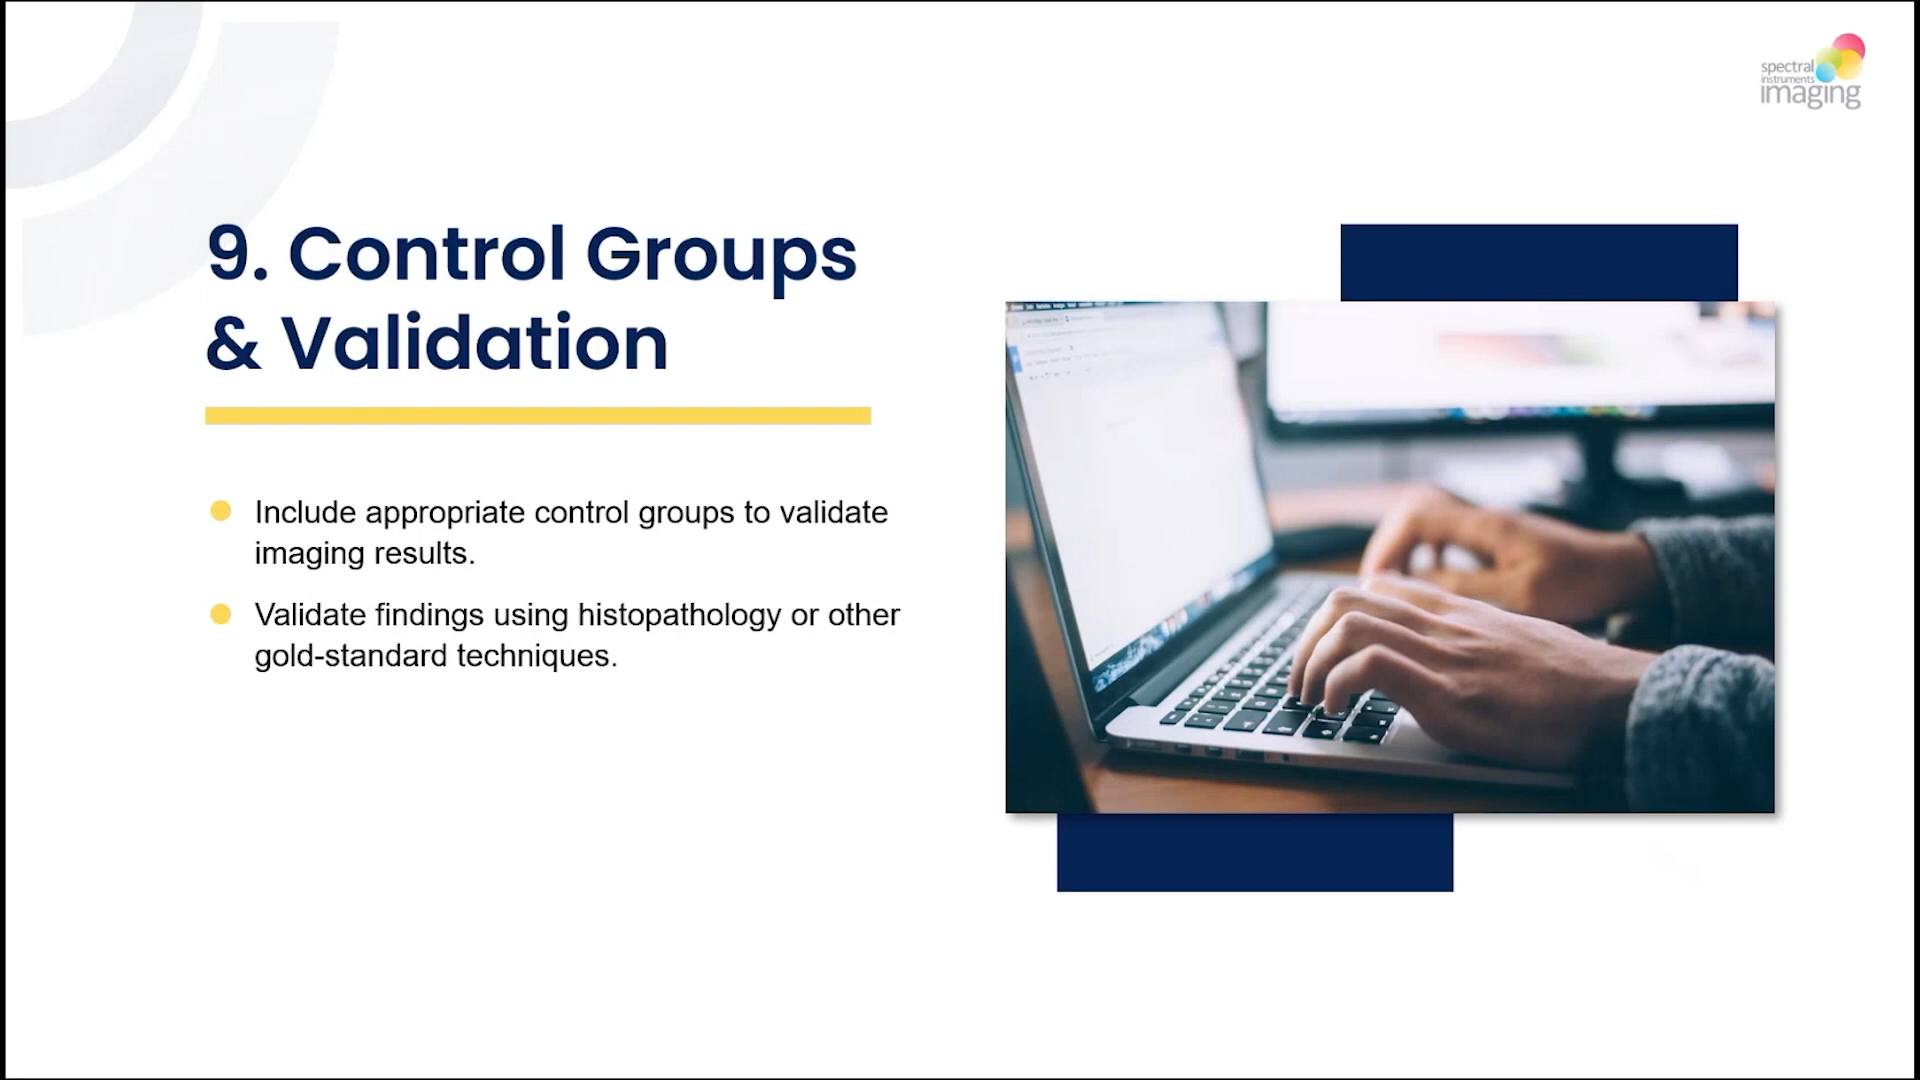 spectral
instruments
imaging
9. Control Groups
& Validation
Include appropriate control groups to validate
imaging results.
Validate findings using histopathology or other
gold-standard techniques.